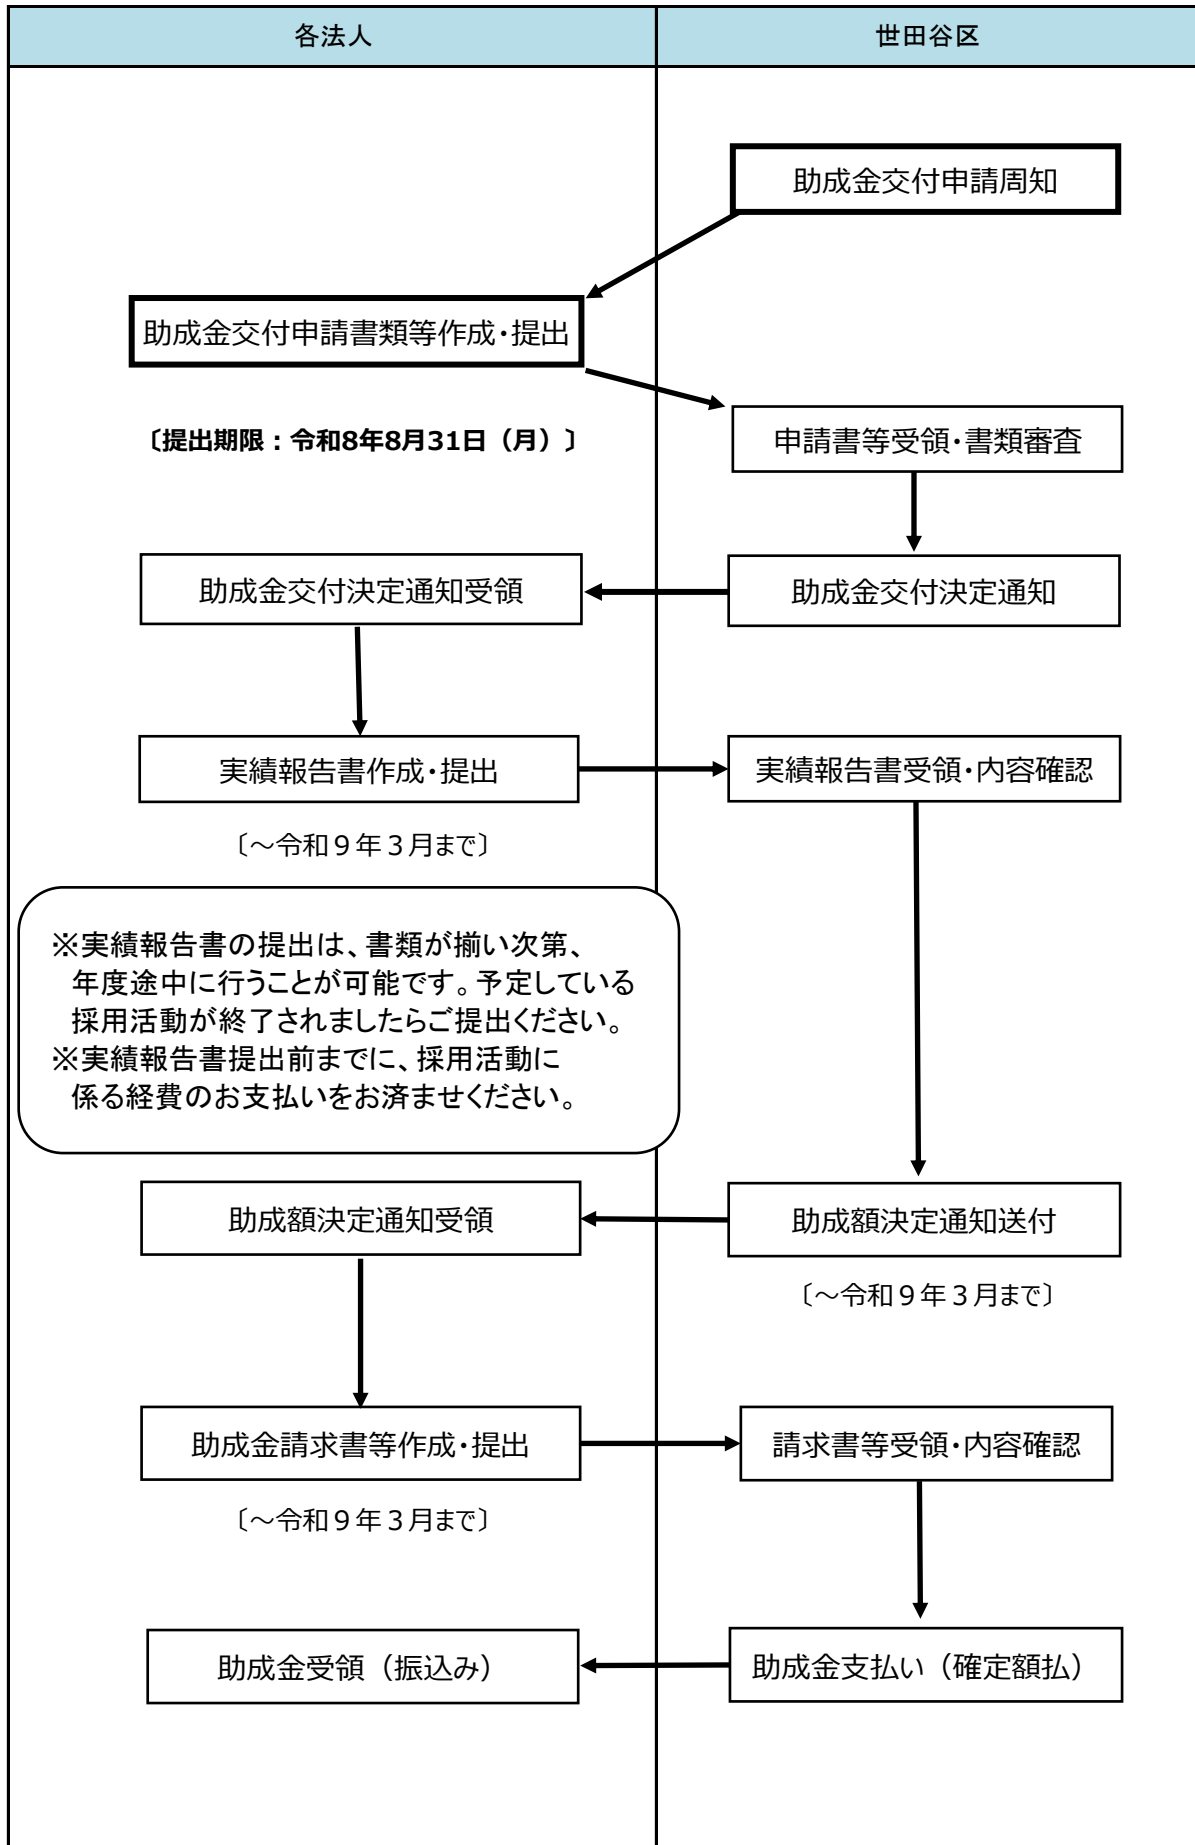 各法人
世田谷区
助成金交付申請周知
助成金交付申請書類等作成・提出
〔提出期限：令和8年8月31日（月）〕
申請書等受領・書類審査
助成金交付決定通知受領
助成金交付決定通知
実績報告書作成・提出
実績報告書受領・内容確認
〔～令和９年３月まで〕
※実績報告書の提出は、書類が揃い次第、
年度途中に行うことが可能です。予定している
採用活動が終了されましたらご提出ください。
※実績報告書提出前までに、採用活動に
係る経費のお支払いをお済ませください。
助成額決定通知受領
助成額決定通知送付
〔～令和９年３月まで〕
助成金請求書等作成・提出
請求書等受領・内容確認
〔～令和９年３月まで〕
助成金受領（振込み）
助成金支払い（確定額払）